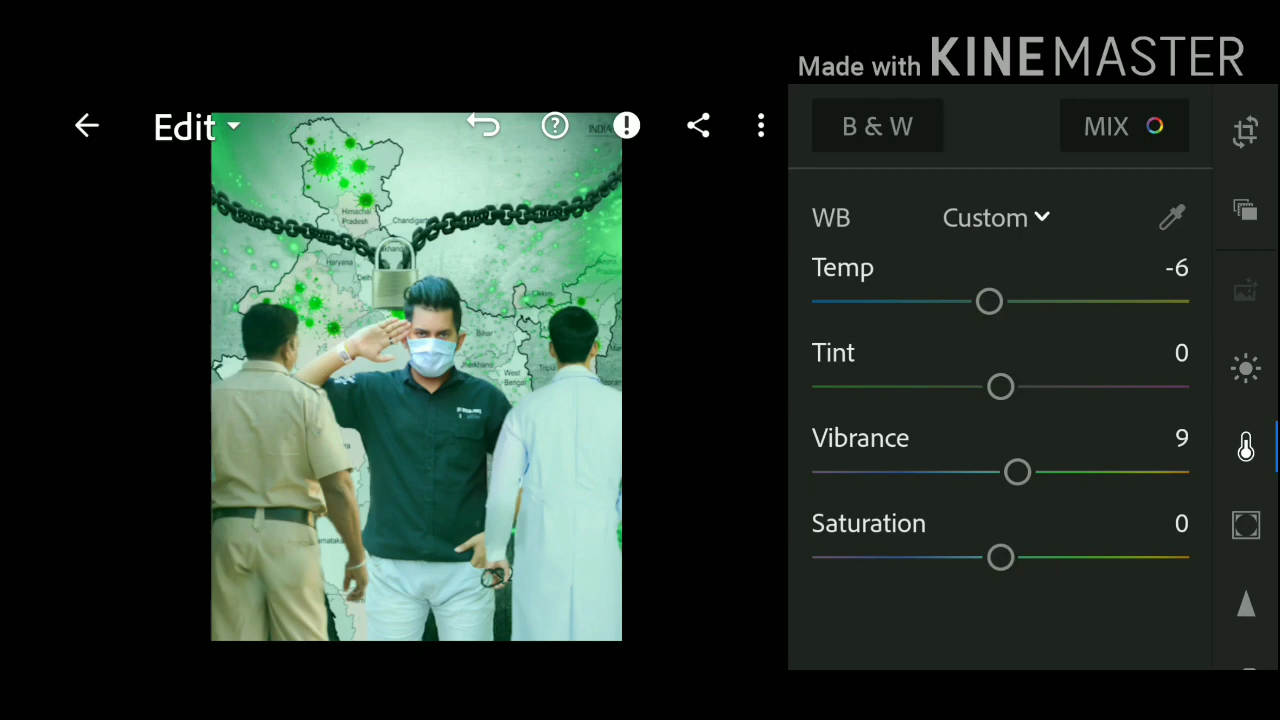 Made with KINEMASTER
Edit
B & W
MIX
WB
Custom
Temp
-6
Tint
0
Vibrance
9
Saturation
0
INDIA
Himachal
Pradesh
Chandigarh
Haryana
Delhi
Sikkim
Bihar
Jharkhand
West
Bengal
Tripu